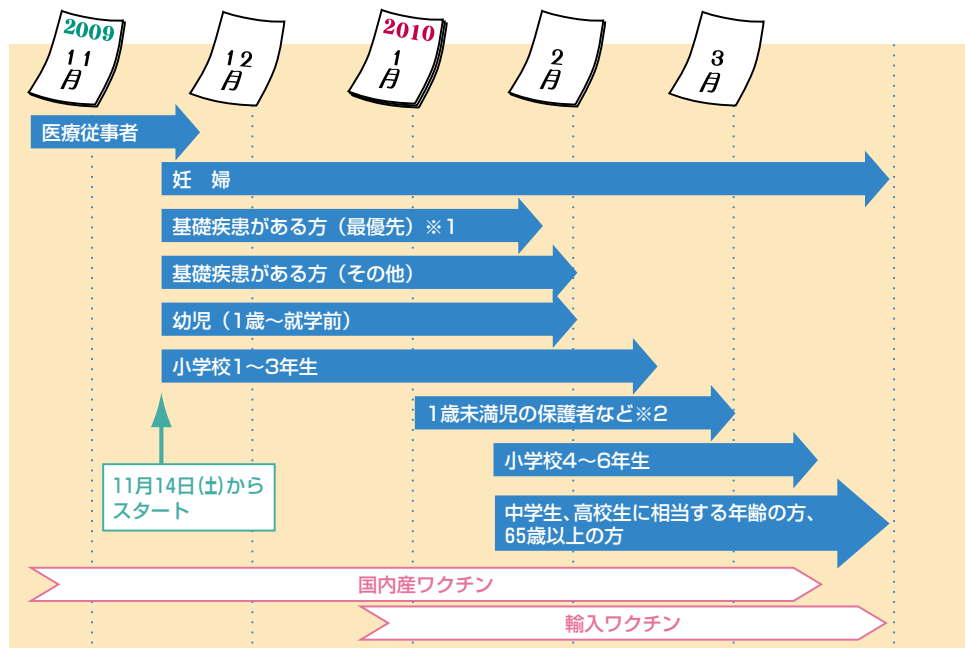 2009
11月
12月
2010
1月
2月
3月
医療従事者
妊　婦
基礎疾患がある方（最優先）※1
基礎疾患がある方（その他）
幼児（1歳～就学前）
小学校1～3年生
1歳未満児の保護者など※2
小学校4～6年生
11月14日(土)から
スタート
中学生、高校生に相当する年齢の方、
65歳以上の方
国内産ワクチン
輸入ワクチン